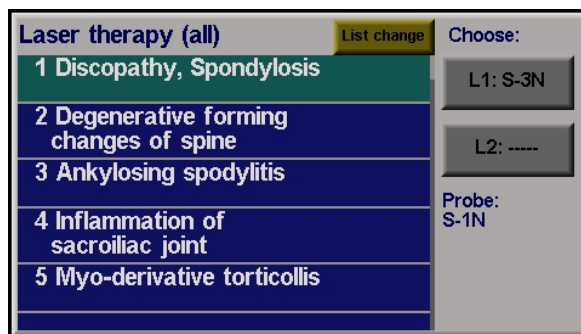 Laser therapy (all)
List change
Choose:
1 Discopathy, Spondylosis
2 Degenerative forming
changes of spine
3 Ankylosing spodylitis
4 Inflammation of
sacroiliac joint
5 Myo-derivative torticollis
L1: S-3N
L2: -----
Probe:
S-1N